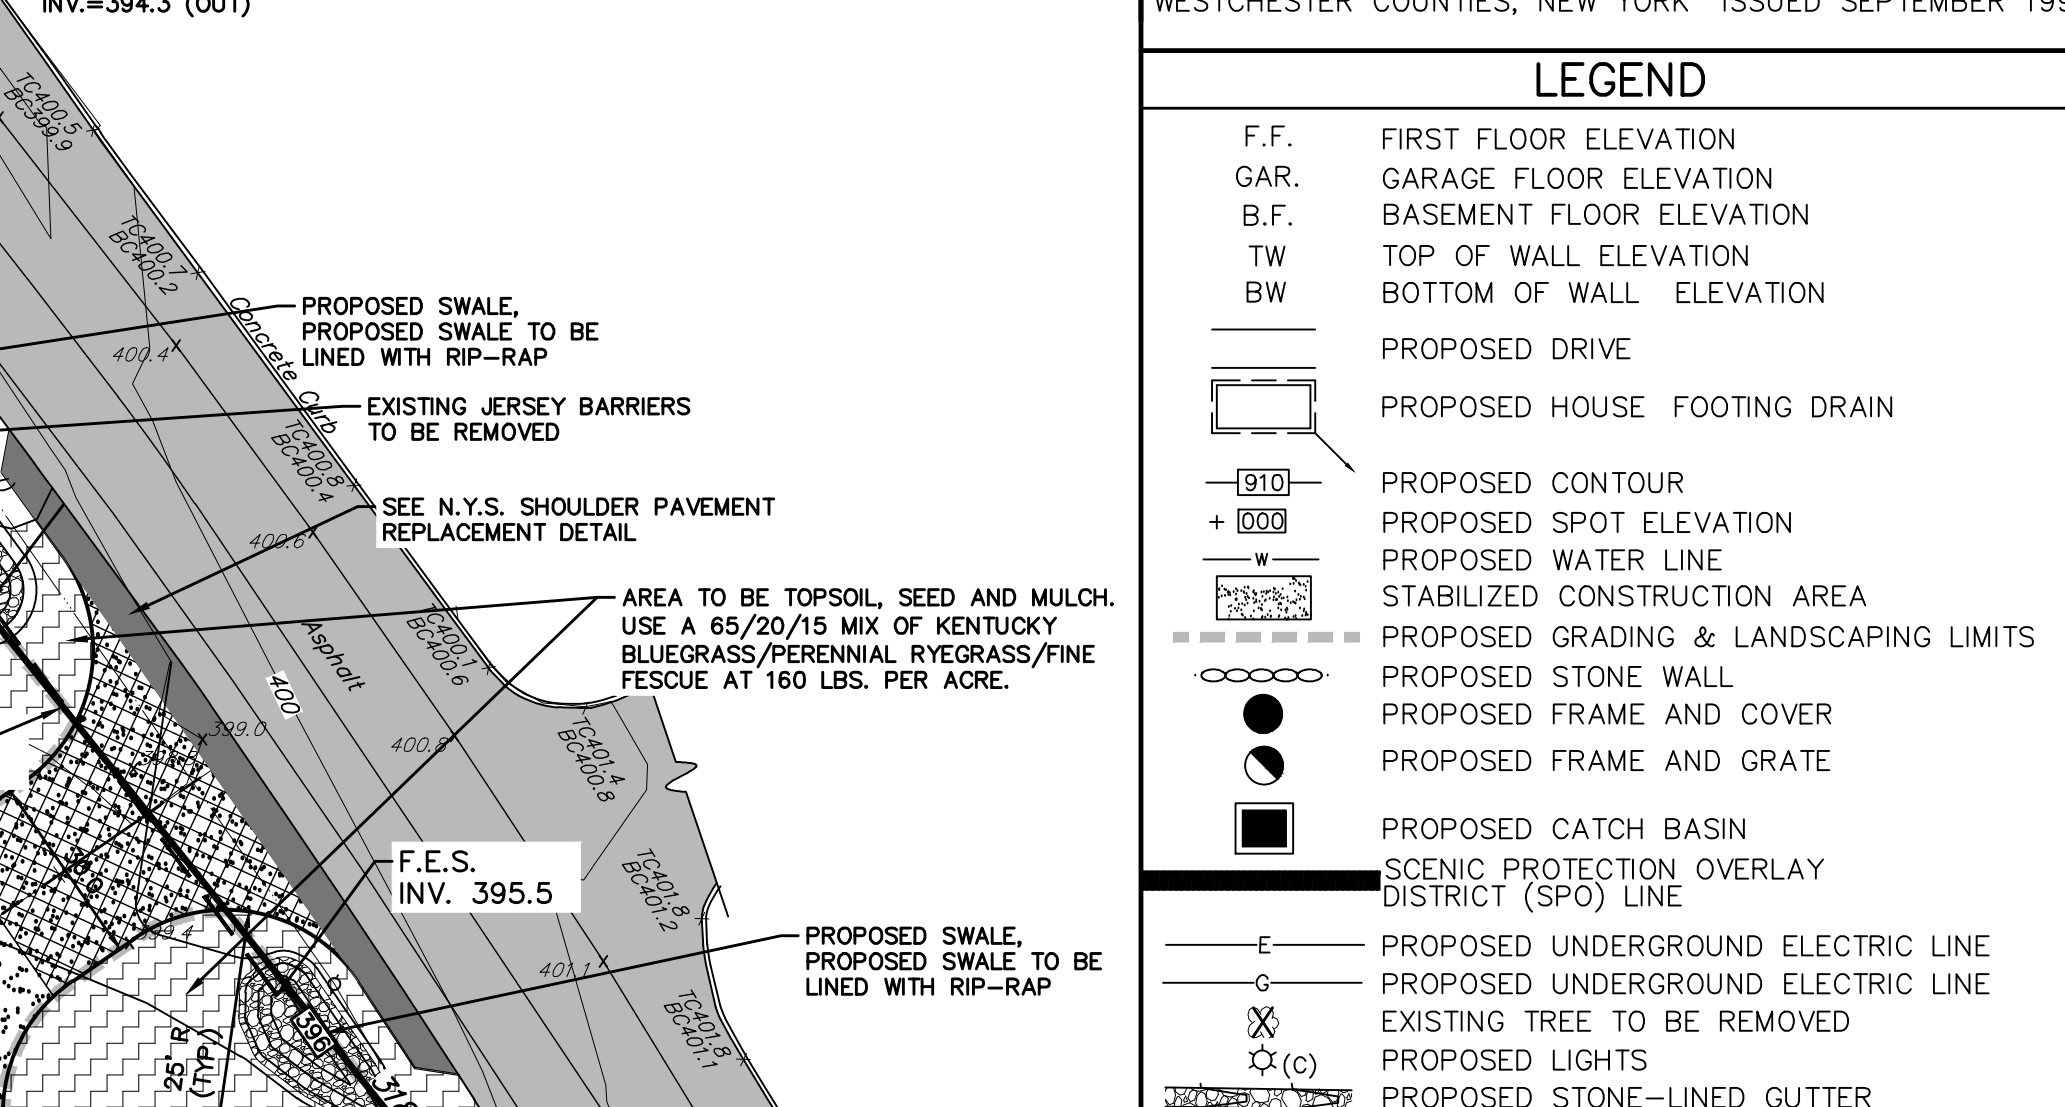 INV.=394.3 (OUT)
TC400.5
BC399.9
TC400.7
BC400.2
Concrete Curb
PROPOSED SWALE,
PROPOSED SWALE TO BE
LINED WITH RIP-RAP
400.4
EXISTING JERSEY BARRIERS
TO BE REMOVED
TC400.8
BC400.4
SEE N.Y.S. SHOULDER PAVEMENT
REPLACEMENT DETAIL
400.6
AREA TO BE TOPSOIL, SEED AND MULCH.
USE A 65/20/15 MIX OF KENTUCKY
BLUEGRASS/PERENNIAL RYEGRASS/FINE
FESCUE AT 160 LBS. PER ACRE.
TC400.1
BC400.6
Asphalt
400
399.0
400.8
TC401.4
BC400.8
F.E.S.
INV. 395.5
TC401.8
BC401.2
PROPOSED SWALE,
PROPOSED SWALE TO BE
LINED WITH RIP-RAP
401.1
TC401.8
BC401.1
396
25' R
(TYP.)
WESTCHESTER COUNTIES, NEW YORK ISSUED SEPTEMBER 199
LEGEND
F.F. FIRST FLOOR ELEVATION
GAR. GARAGE FLOOR ELEVATION
B.F. BASEMENT FLOOR ELEVATION
TW TOP OF WALL ELEVATION
BW BOTTOM OF WALL ELEVATION
PROPOSED DRIVE
PROPOSED HOUSE FOOTING DRAIN
910 PROPOSED CONTOUR
+ 000 PROPOSED SPOT ELEVATION
W PROPOSED WATER LINE
STABILIZED CONSTRUCTION AREA
PROPOSED GRADING & LANDSCAPING LIMITS
PROPOSED STONE WALL
PROPOSED FRAME AND COVER
PROPOSED FRAME AND GRATE
PROPOSED CATCH BASIN
SCENIC PROTECTION OVERLAY
DISTRICT (SPO) LINE
E PROPOSED UNDERGROUND ELECTRIC LINE
G PROPOSED UNDERGROUND ELECTRIC LINE
EXISTING TREE TO BE REMOVED
(C) PROPOSED LIGHTS
PROPOSED STONE-LINED GUTTER